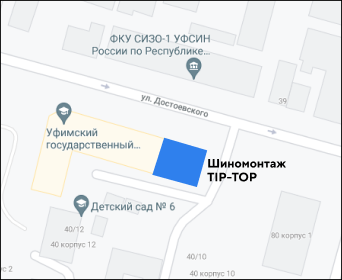 ФКУ СИЗО-1 УФСИН
России по Республике...
ул. Достоевского
39
Уфимский
государственный...
Шиномонтаж
TIP-TOP
Детский сад № 6
40/12
40 корпус 12
80 корпус 1
40/10
40 корпус 10